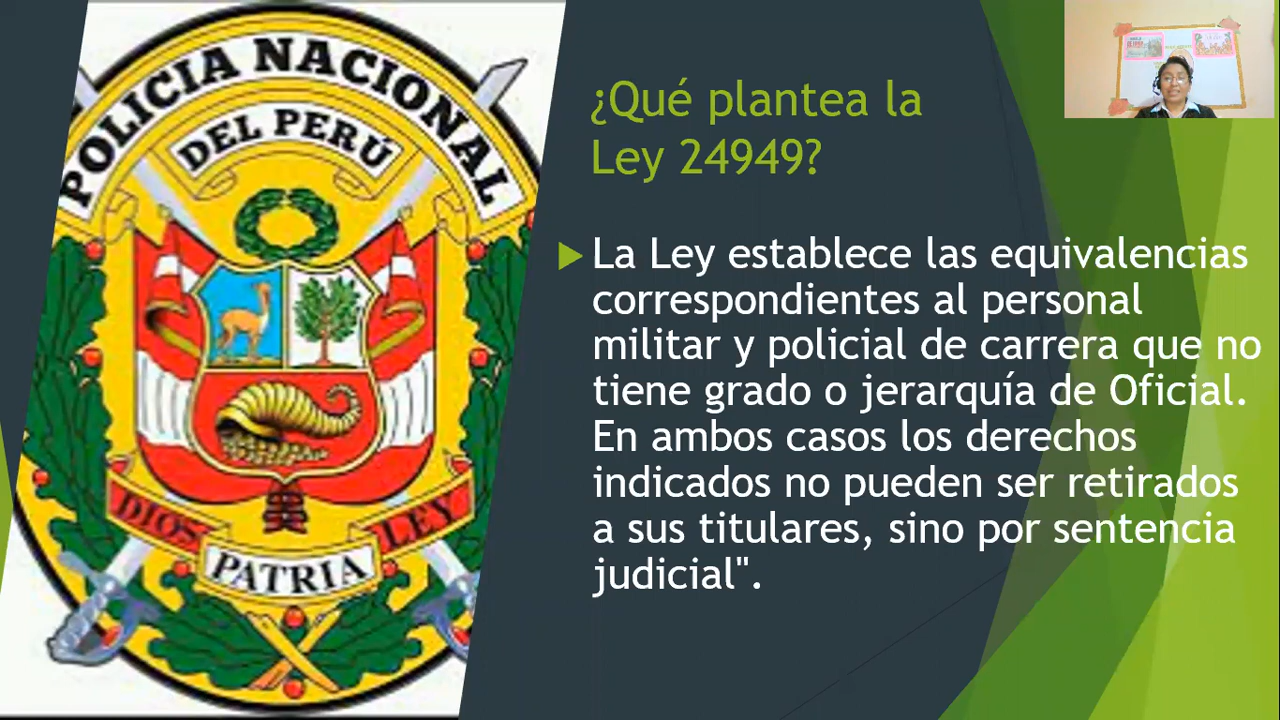 POLICIA NACIONAL
DEL PERÚ
DIOS
PATRIA
LEY
¿Qué plantea la
Ley 24949?
La Ley establece las equivalencias
correspondientes al personal
militar y policial de carrera que no
tiene grado o jerarquía de Oficial.
En ambos casos los derechos
indicados no pueden ser retirados
a sus titulares, sino por sentencia
judicial".